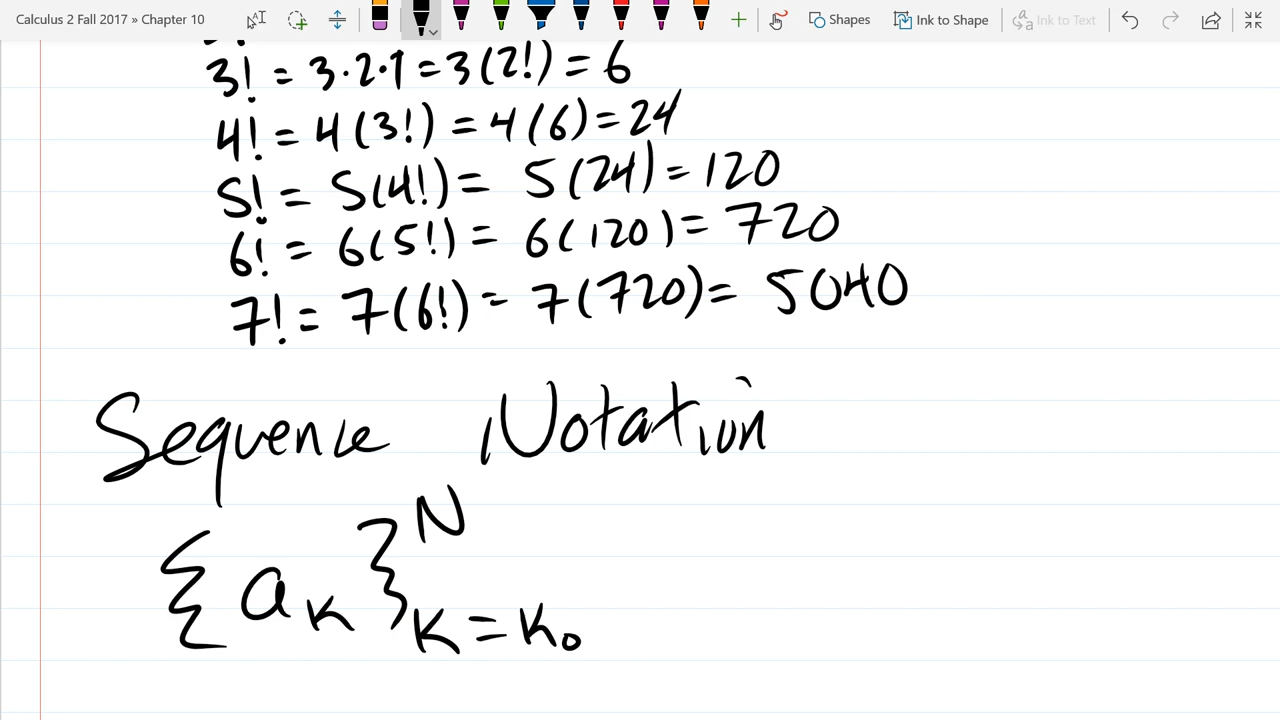 Calculus 2 Fall 2017 » Chapter 10
Shapes
Ink to Shape
Ink to Text
3! = 3·2·1 = 3(2!) = 6
4! = 4(3!) = 4(6) = 24
5! = 5(4!) = 5(24) = 120
6! = 6(5!) = 6(120) = 720
7! = 7(6!) = 7(720) = 5040
Sequence Notation
{a_K}^N_{K=K_0}